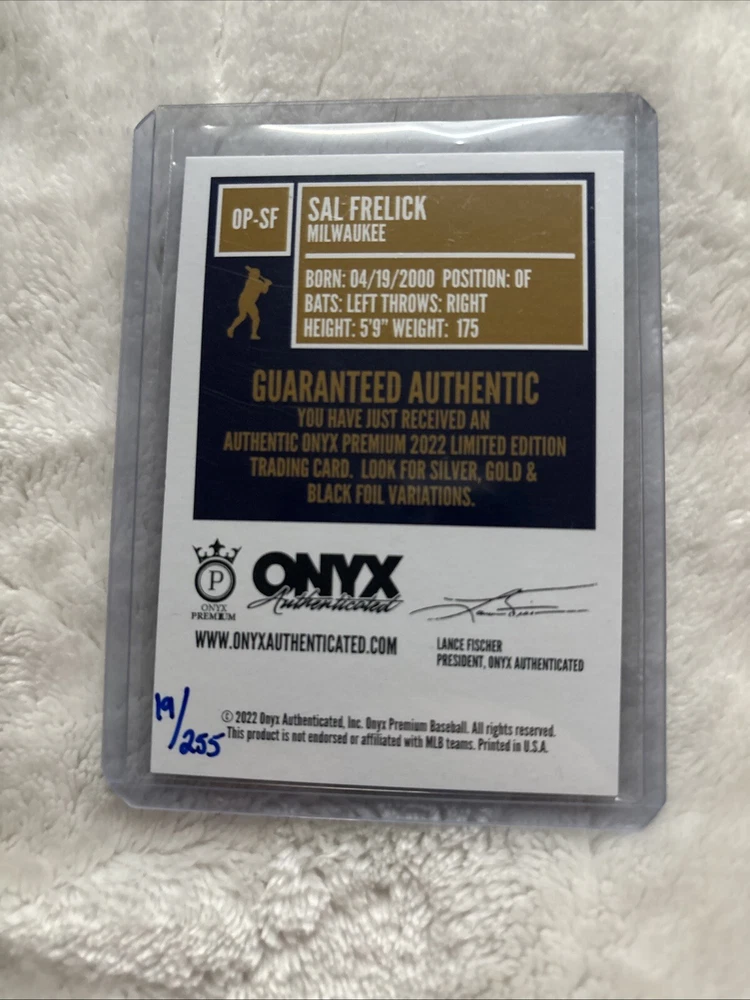 OP-SF
SAL FRELICK
MILWAUKEE
BORN: 04/19/2000 POSITION: OF
BATS: LEFT THROWS: RIGHT
HEIGHT: 5'9" WEIGHT: 175
GUARANTEED AUTHENTIC
YOU HAVE JUST RECEIVED AN
AUTHENTIC ONYX PREMIUM 2022 LIMITED EDITION
TRADING CARD. LOOK FOR SILVER, GOLD &
BLACK FOIL VARIATIONS.
P
ONYX
PREMIUM
ONYX
Authenticated
WWW.ONYXAUTHENTICATED.COM
LANCE FISCHER
PRESIDENT, ONYX AUTHENTICATED
19/255
© 2022 Onyx Authenticated, Inc. Onyx Premium Baseball. All rights reserved.
This product is not endorsed or affiliated with MLB teams. Printed in U.S.A.